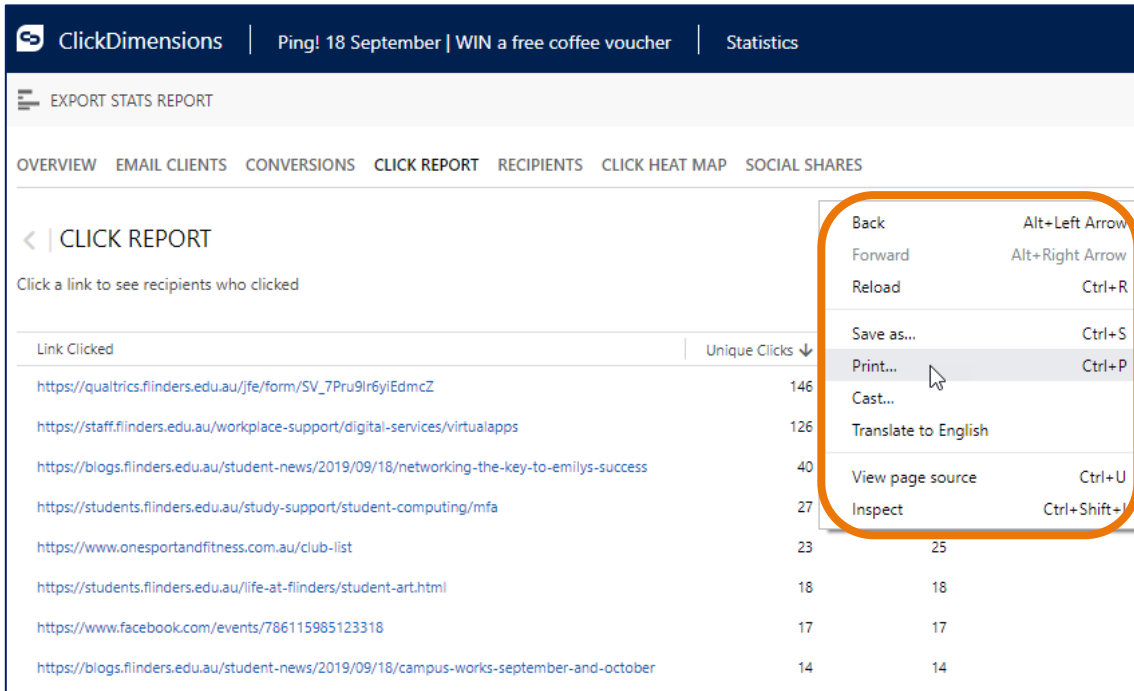 ClickDimensions | Ping! 18 September | WIN a free coffee voucher | Statistics
EXPORT STATS REPORT
OVERVIEW EMAIL CLIENTS CONVERSIONS CLICK REPORT RECIPIENTS CLICK HEAT MAP SOCIAL SHARES
CLICK REPORT
Click a link to see recipients who clicked
Link Clicked Unique Clicks
https://qualtrics.flinders.edu.au/jfe/form/SV_7Pru9Ir6yiEdmcZ 146
https://staff.flinders.edu.au/workplace-support/digital-services/virtualapps 126
https://blogs.flinders.edu.au/student-news/2019/09/18/networking-the-key-to-emilys-success 40
https://students.flinders.edu.au/study-support/student-computing/mfa 27
https://www.onesportandfitness.com.au/club-list 23 25
https://students.flinders.edu.au/life-at-flinders/student-art.html 18 18
https://www.facebook.com/events/786115985123318 17 17
https://blogs.flinders.edu.au/student-news/2019/09/18/campus-works-september-and-october 14 14
Back Alt+Left Arrow
Forward Alt+Right Arrow
Reload Ctrl+R
Save as... Ctrl+S
Print... Ctrl+P
Cast...
Translate to English
View page source Ctrl+U
Inspect Ctrl+Shift+I